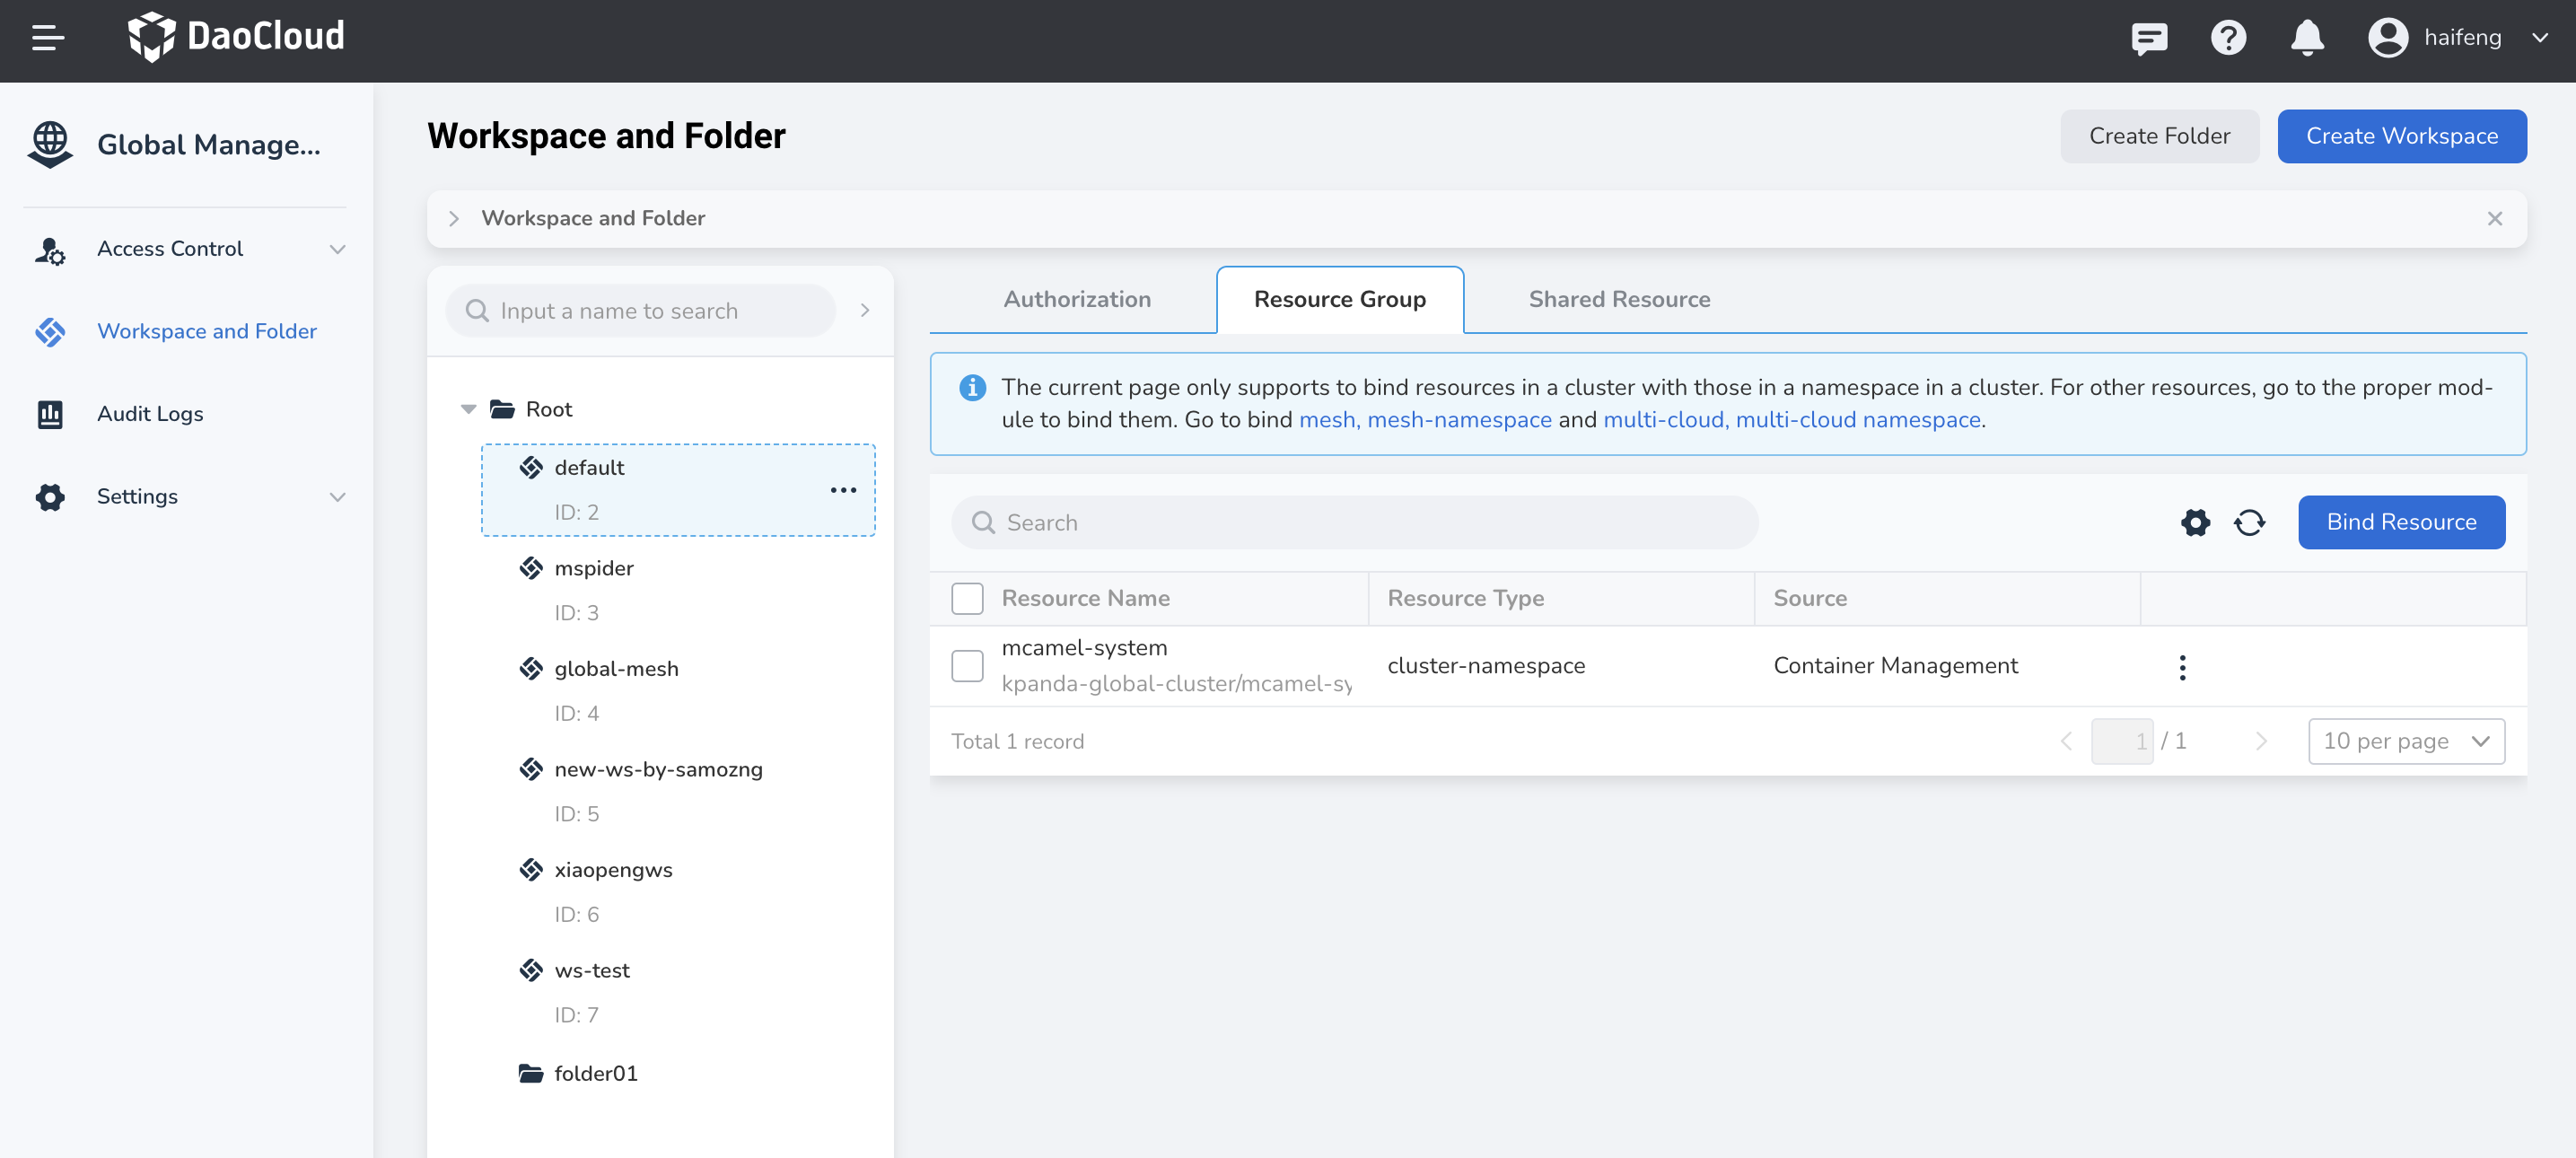 DaoCloud
haifeng
Global Manage...
Access Control
Workspace and Folder
Audit Logs
Settings
Workspace and Folder
Create Folder
Create Workspace
Workspace and Folder
Input a name to search
Root
default
ID: 2
mspider
ID: 3
global-mesh
ID: 4
new-ws-by-samozng
ID: 5
xiaopengws
ID: 6
ws-test
ID: 7
folder01
Authorization
Resource Group
Shared Resource
The current page only supports to bind resources in a cluster with those in a namespace in a cluster. For other resources, go to the proper mod-
ule to bind them. Go to bind mesh, mesh-namespace and multi-cloud, multi-cloud namespace.
Search
Bind Resource
Resource Name
Resource Type
Source
mcamel-system
kpanda-global-cluster/mcamel-sy
cluster-namespace
Container Management
Total 1 record
1 / 1
10 per page